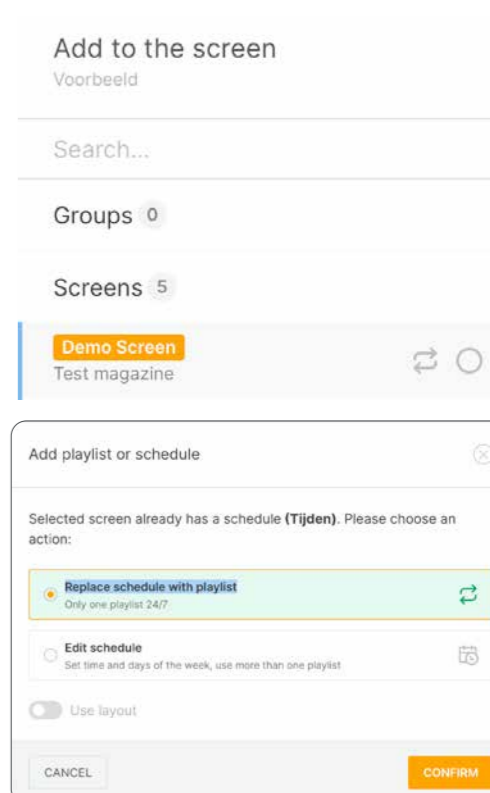 Add to the screen
Voorbeeld
Search...
Groups 0
Screens 5
Demo Screen
Test magazine
Add playlist or schedule
Selected screen already has a schedule (Tijden). Please choose an
action:
Replace schedule with playlist
Only one playlist 24/7
Edit schedule
Set time and days of the week, use more than one playlist
Use layout
CANCEL
CONFIRM